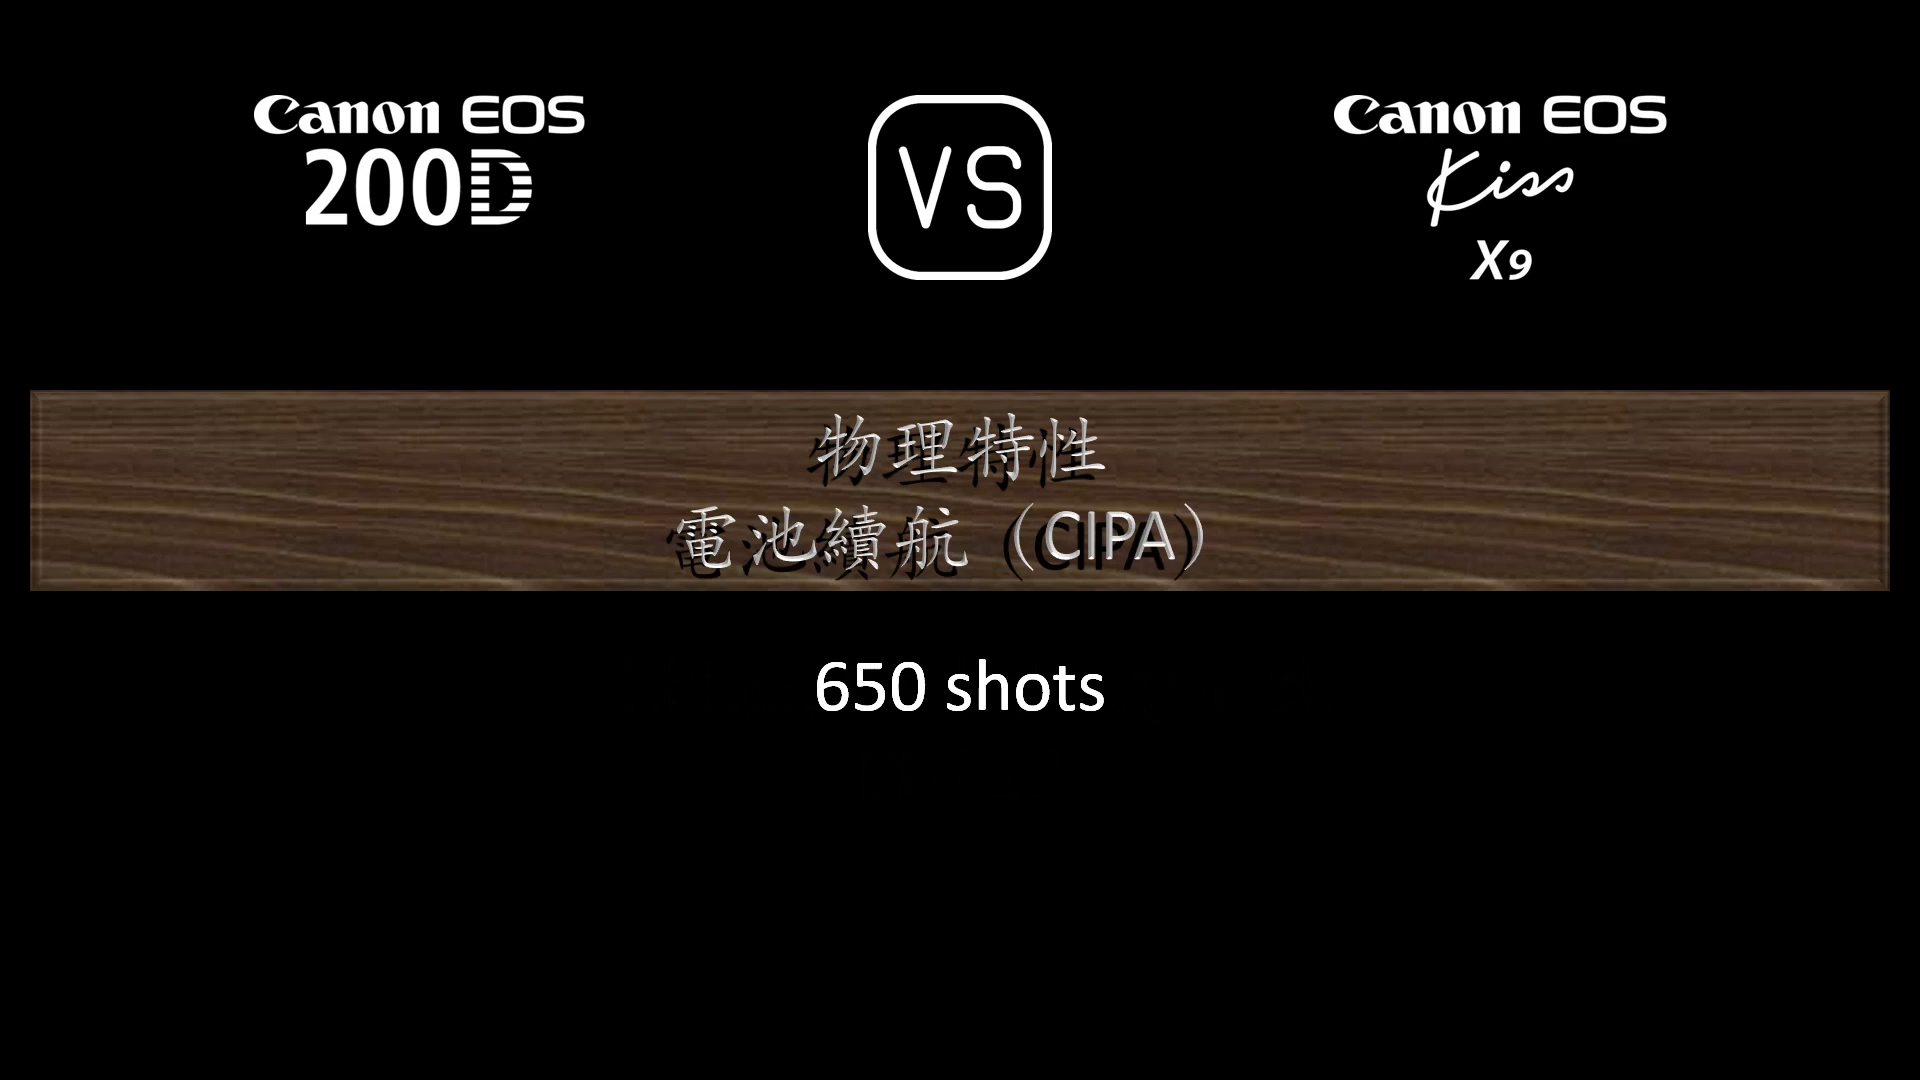 Canon EOS
200D
VS
Canon EOS
Kiss
X9
物理特性
電池續航（CIPA）
650 shots